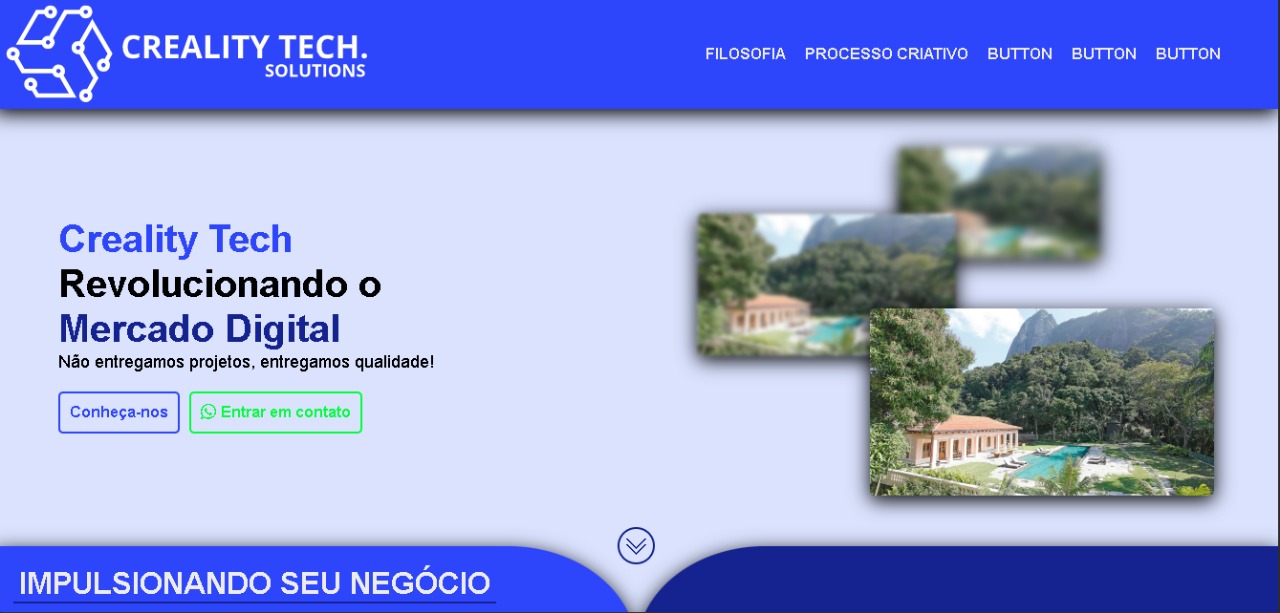 CREALITY TECH.
SOLUTIONS
FILOSOFIA PROCESSO CRIATIVO BUTTON BUTTON BUTTON
Creality Tech
Revolucionando o
Mercado Digital
Não entregamos projetos, entregamos qualidade!
Conheça-nos Entrar em contato
IMPULSIONANDO SEU NEGÓCIO